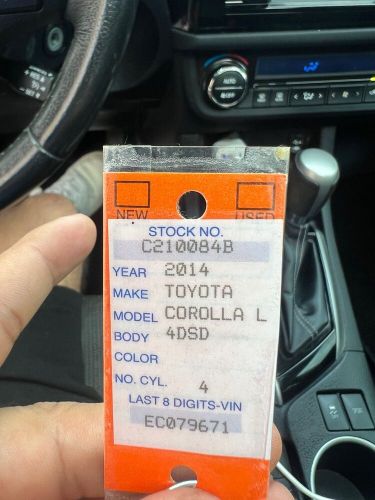 NEW USED
STOCK NO.
C210084B
YEAR 2014
MAKE TOYOTA
MODEL COROLLA L
BODY 4DSD
COLOR
NO. CYL. 4
LAST 8 DIGITS-VIN
EC079671